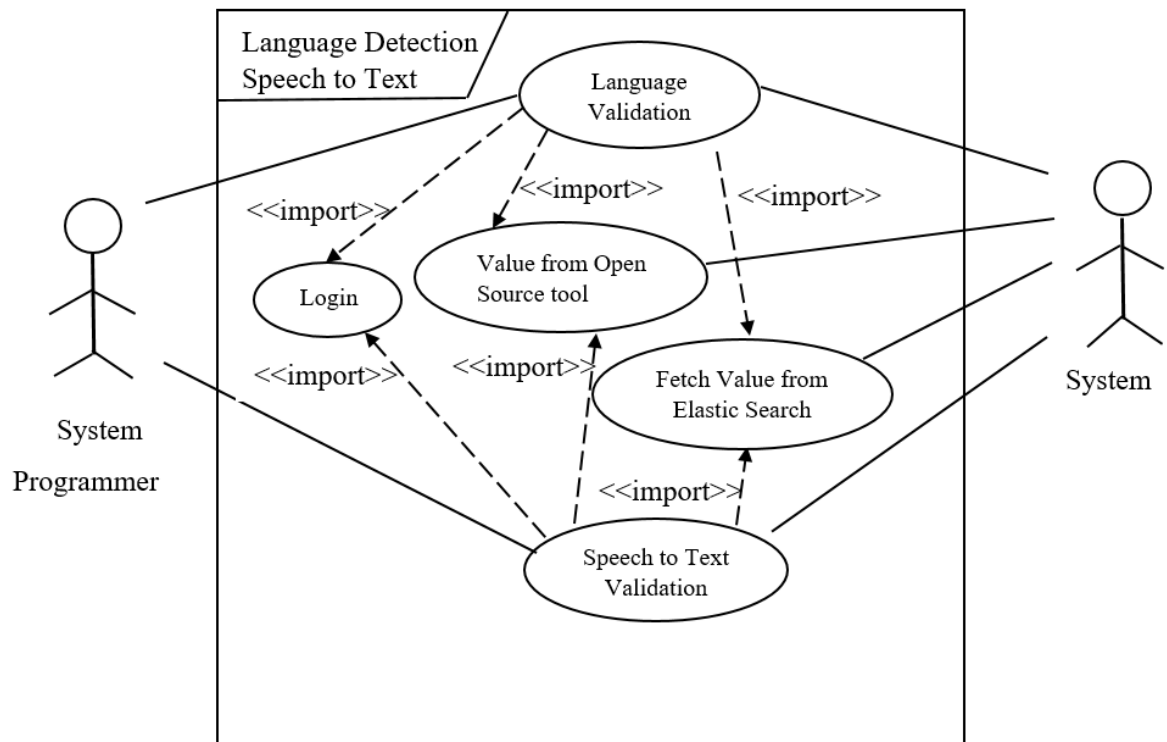 Language Detection
Speech to Text
Language
Validation
<<import>>
<<import>>
<<import>>
Value from Open
Source tool
Login
<<import>>
<<import>>
Fetch Value from
Elastic Search
System
System
Programmer
<<import>>
Speech to Text
Validation